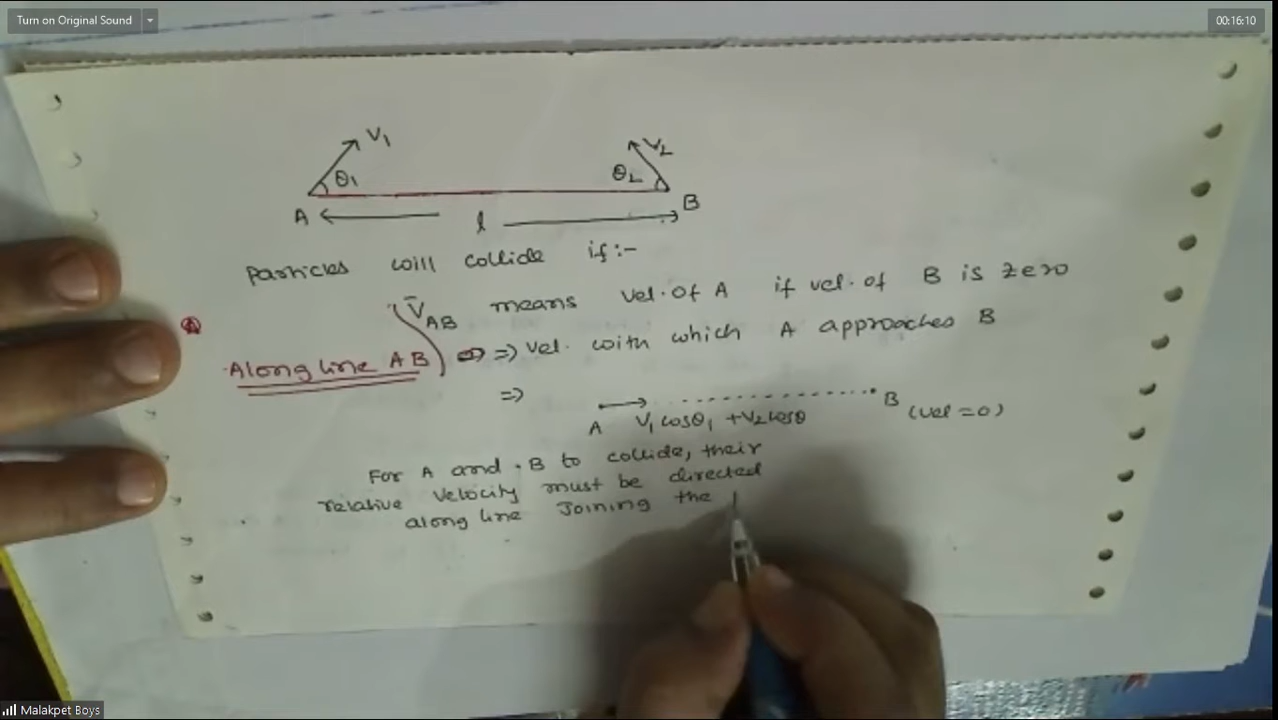 Turn on Original Sound
00:16:10
V1 V2
θ1 θ2
A l B
Particles will collide if :-
V̄AB means vel. of A if vel. of B is zero
Along line AB => vel. with which A approaches B
=>
A V1 cosθ1 + V2 cosθ B (vel = 0)
For A and B to collide, their
relative velocity must be directed
along line Joining the
Malakpet Boys